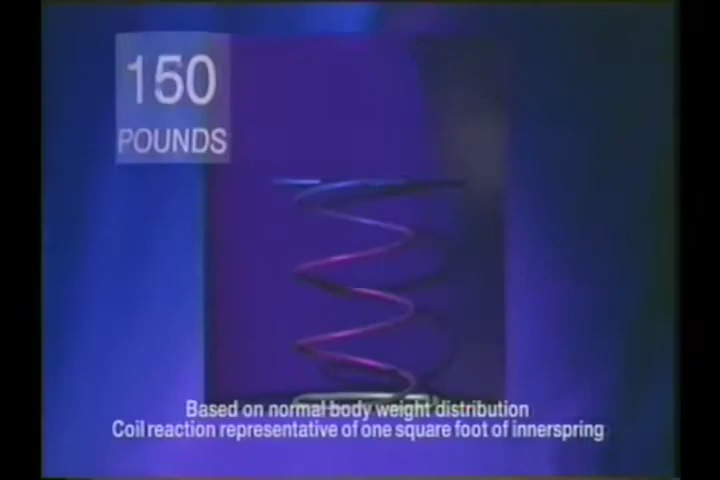 150
POUNDS
Based on normal body weight distribution
Coil reaction representative of one square foot of innerspring